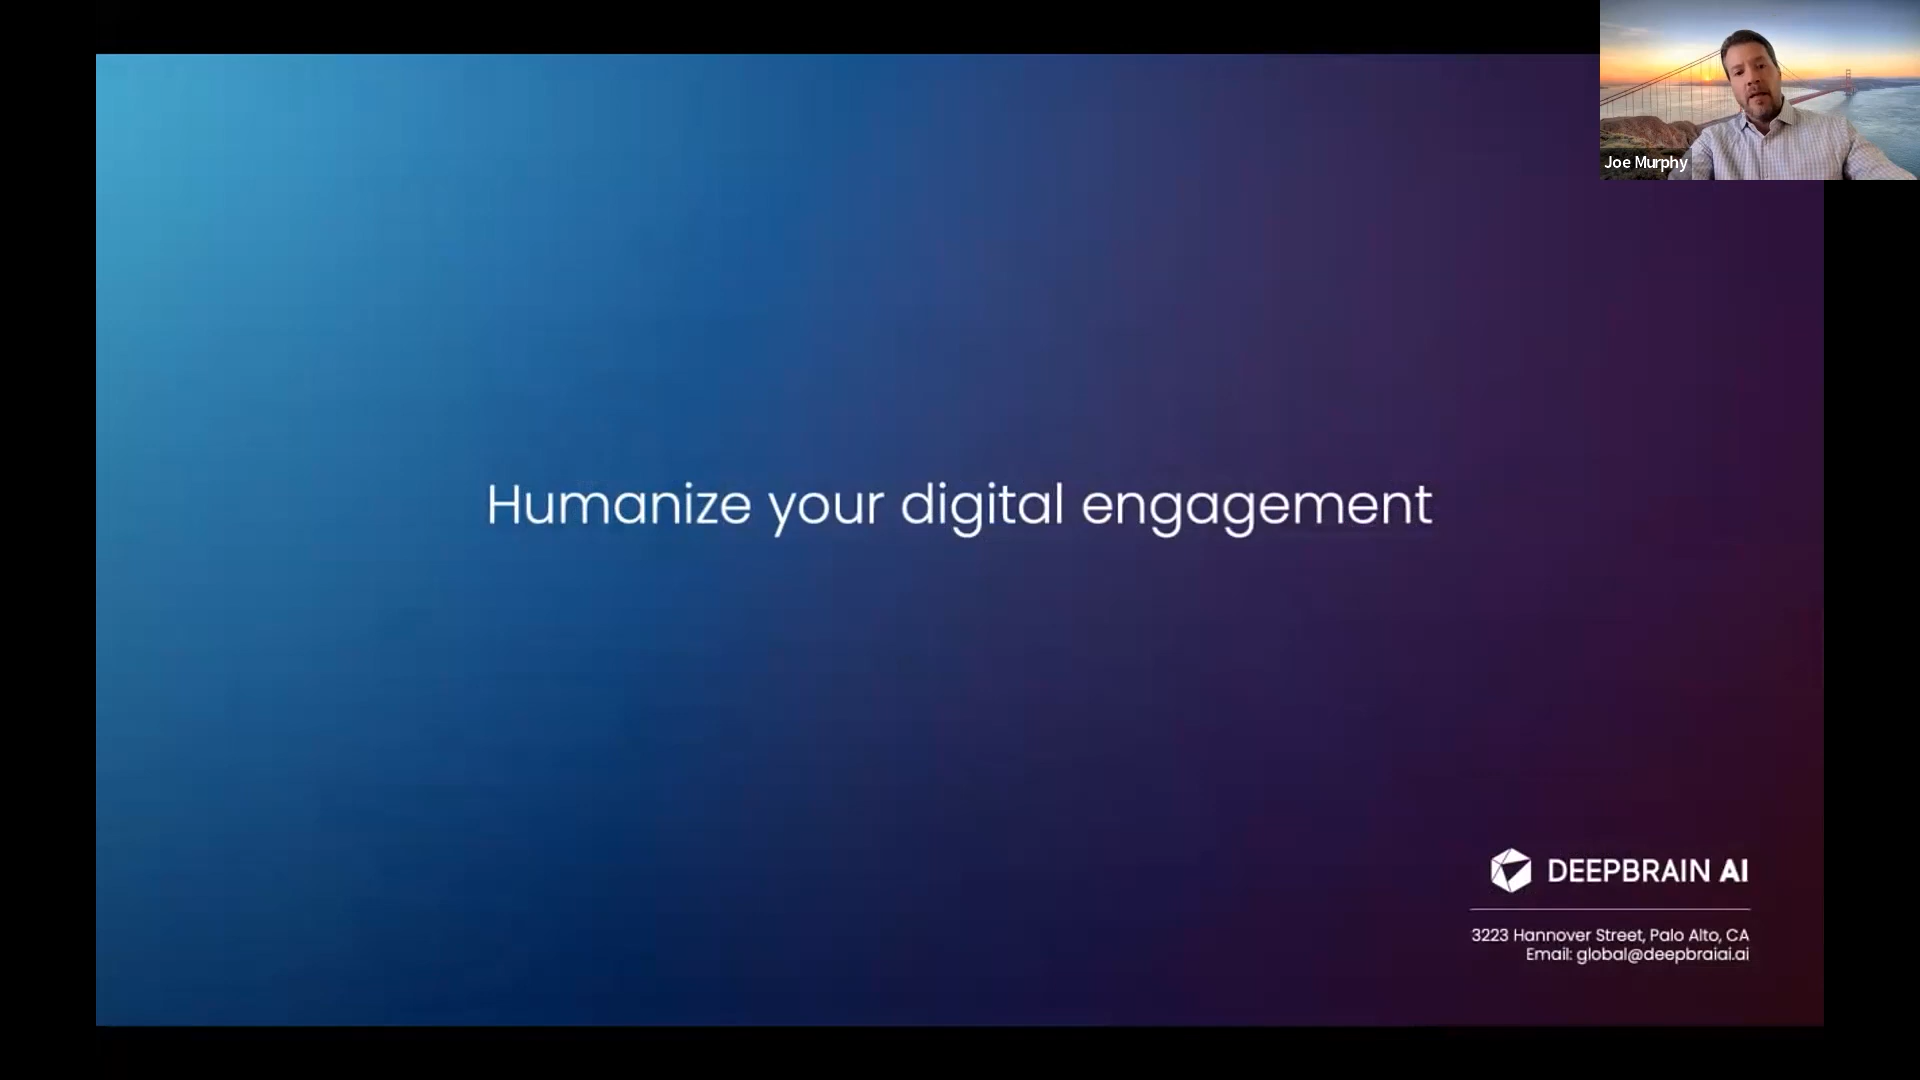 Joe Murphy
Humanize your digital engagement
DEEPBRAIN AI
3223 Hannover Street, Palo Alto, CA
Email: global@deepbraiai.ai